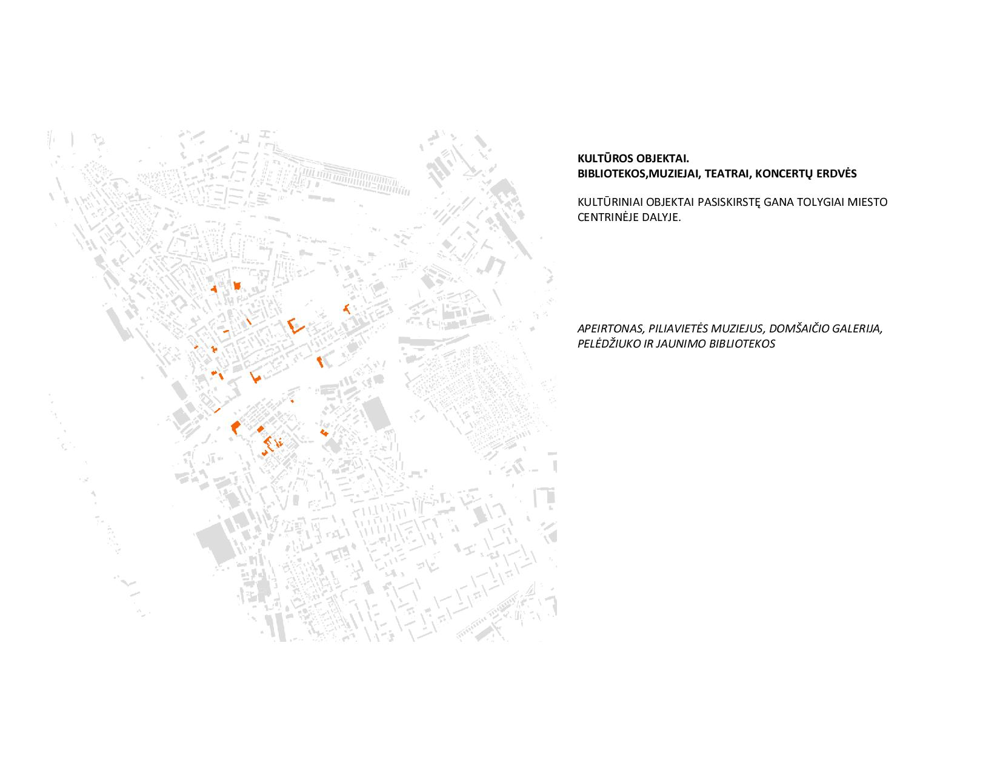 KULTŪROS OBJEKTAI.
BIBLIOTEKOS,MUZIEJAI, TEATRAI, KONCERTŲ ERDVĖS
KULTŪRINIAI OBJEKTAI PASISKIRSTĘ GANA TOLYGIAI MIESTO
CENTRINĖJE DALYJE.
APEIRTONAS, PILIAVIETĖS MUZIEJUS, DOMŠAIČIO GALERIJA,
PELĖDŽIUKO IR JAUNIMO BIBLIOTEKOS